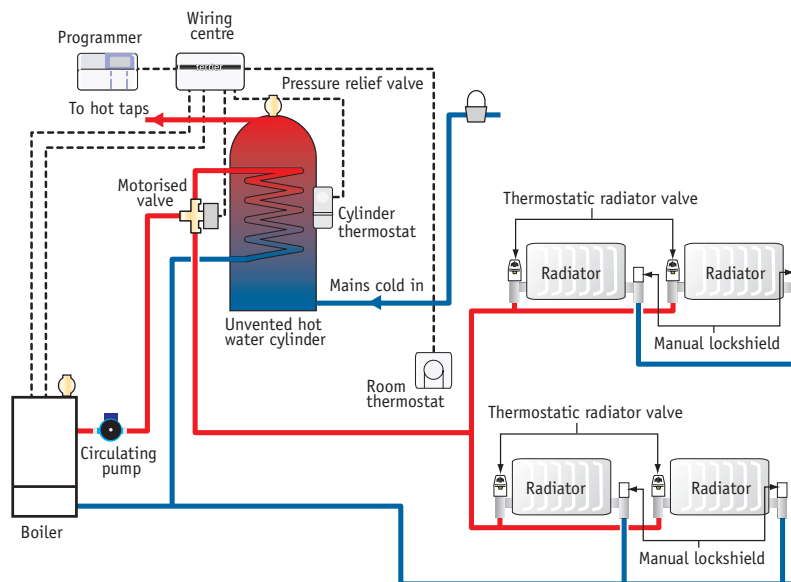 Wiring
centre
Programmer
terrier
Pressure relief valve
To hot taps
Motorised
valve
Cylinder
thermostat
Thermostatic radiator valve
Radiator
Radiator
Mains cold in
Unvented hot
water cylinder
Manual lockshield
Room
thermostat
Thermostatic radiator valve
Circulating
pump
Radiator
Radiator
Boiler
Manual lockshield